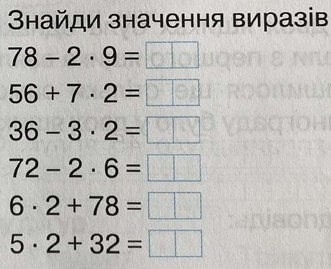 Знайди значення виразів
78 – 2 · 9 =
56 + 7 · 2 =
36 – 3 · 2 =
72 – 2 · 6 =
6 · 2 + 78 =
5 · 2 + 32 =